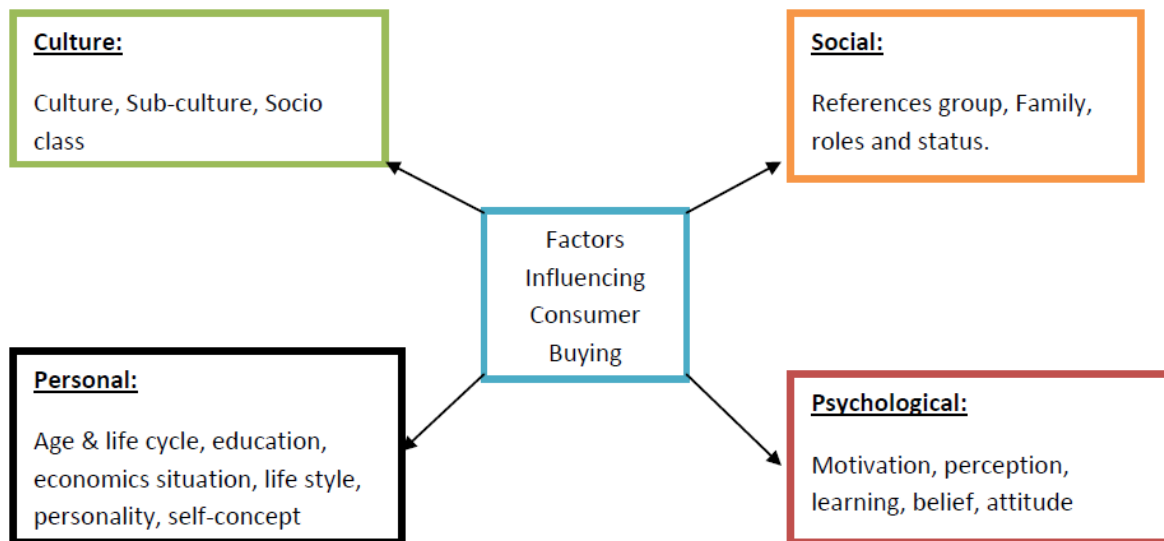 Culture:
Culture, Sub-culture, Socio
class
Social:
References group, Family,
roles and status.
Factors
Influencing
Consumer
Buying
Personal:
Age & life cycle, education,
economics situation, life style,
personality, self-concept
Psychological:
Motivation, perception,
learning, belief, attitude